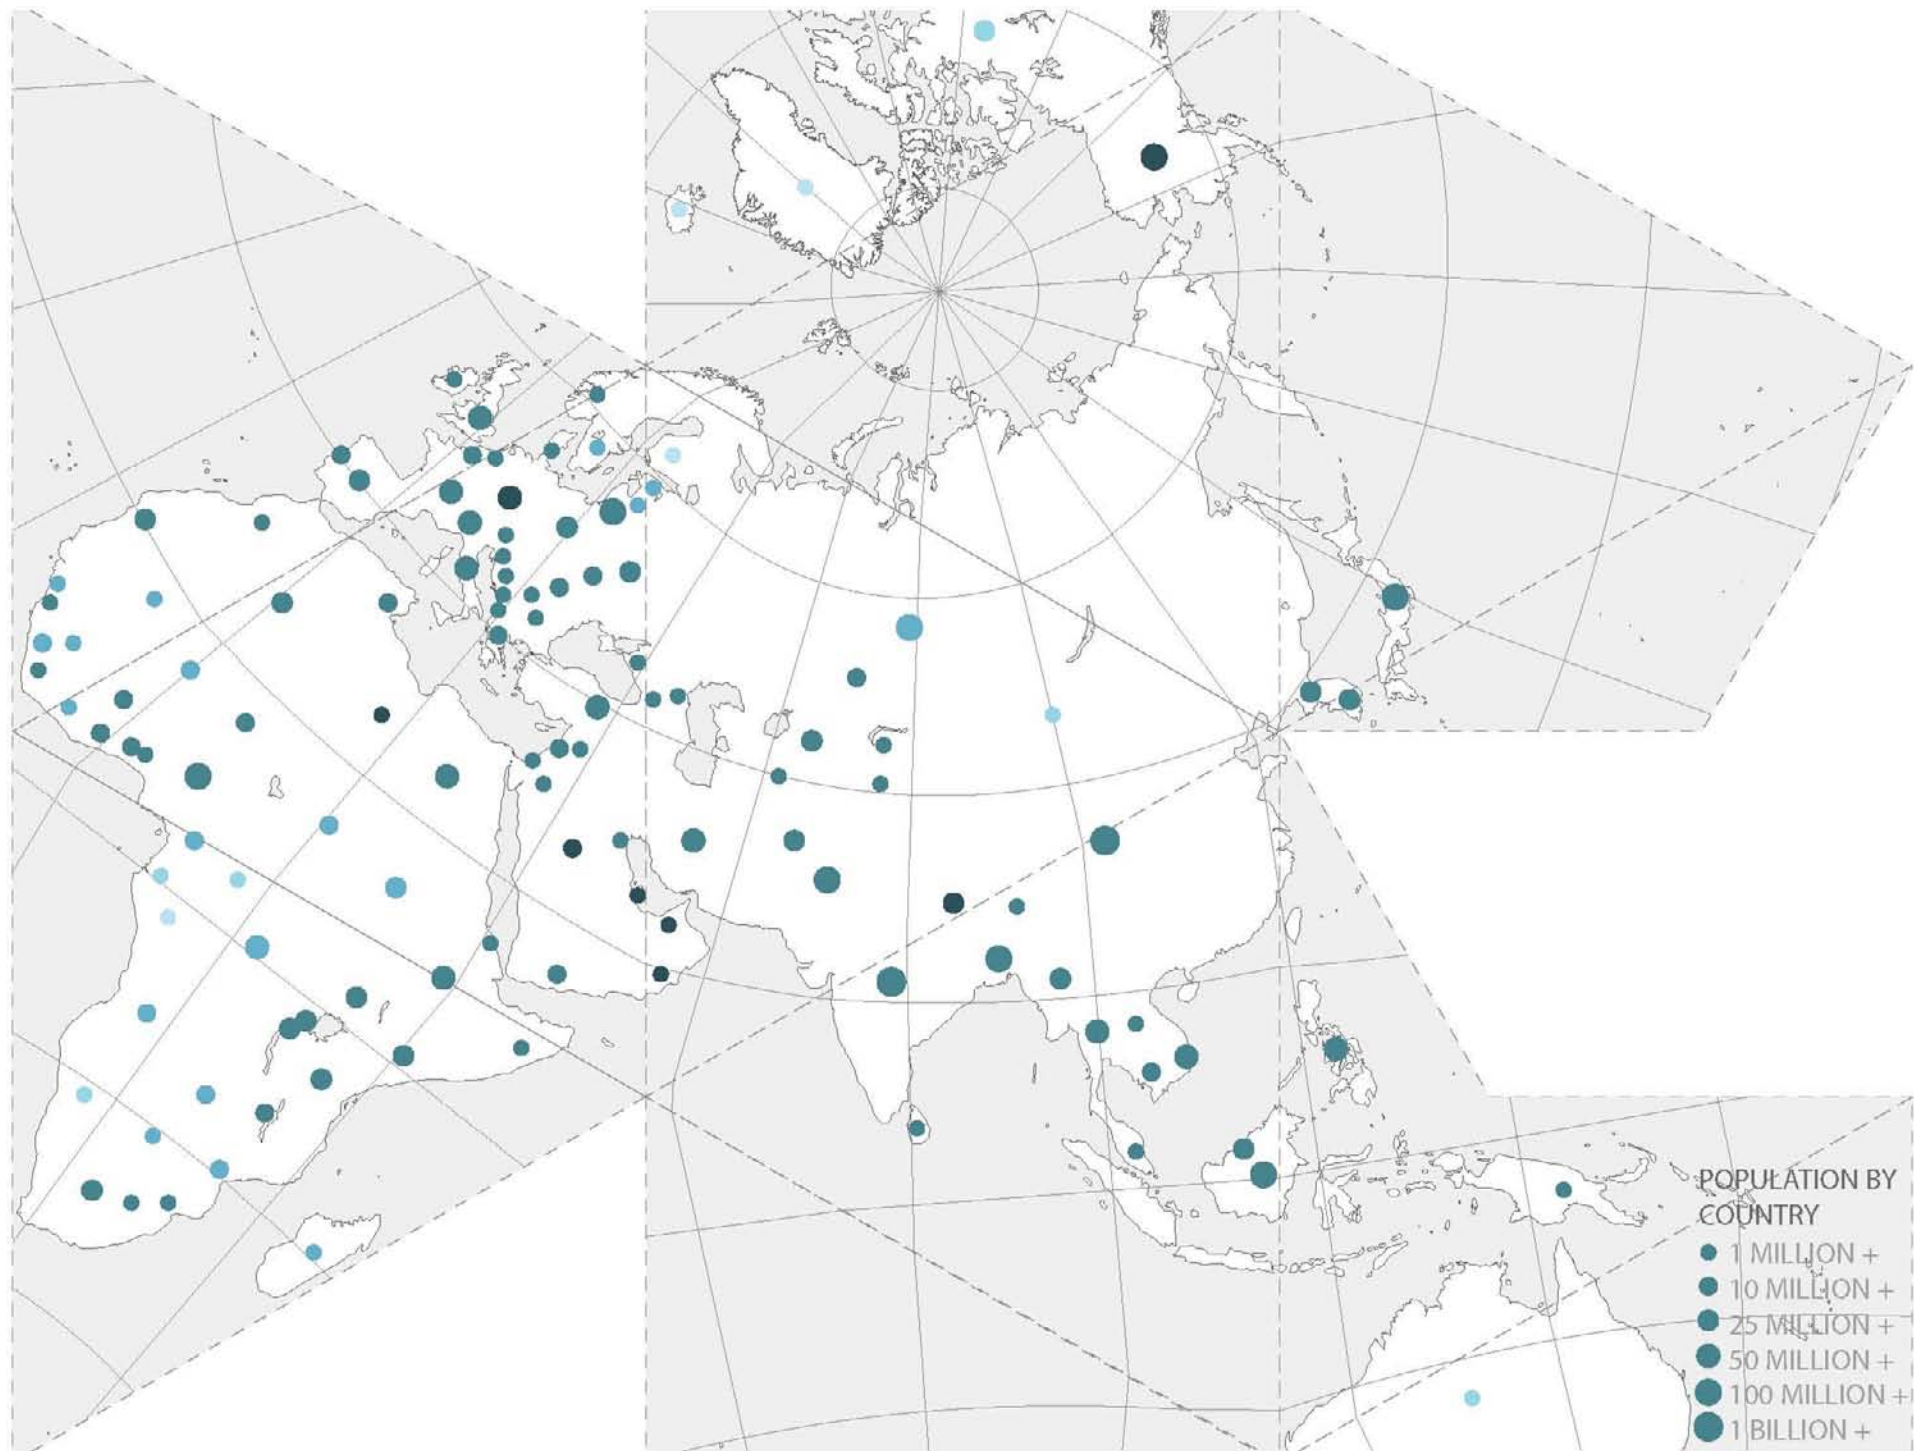 POPULATION BY
COUNTRY
1 MILLION +
10 MILLION +
25 MILLION +
50 MILLION +
100 MILLION +
1 BILLION +